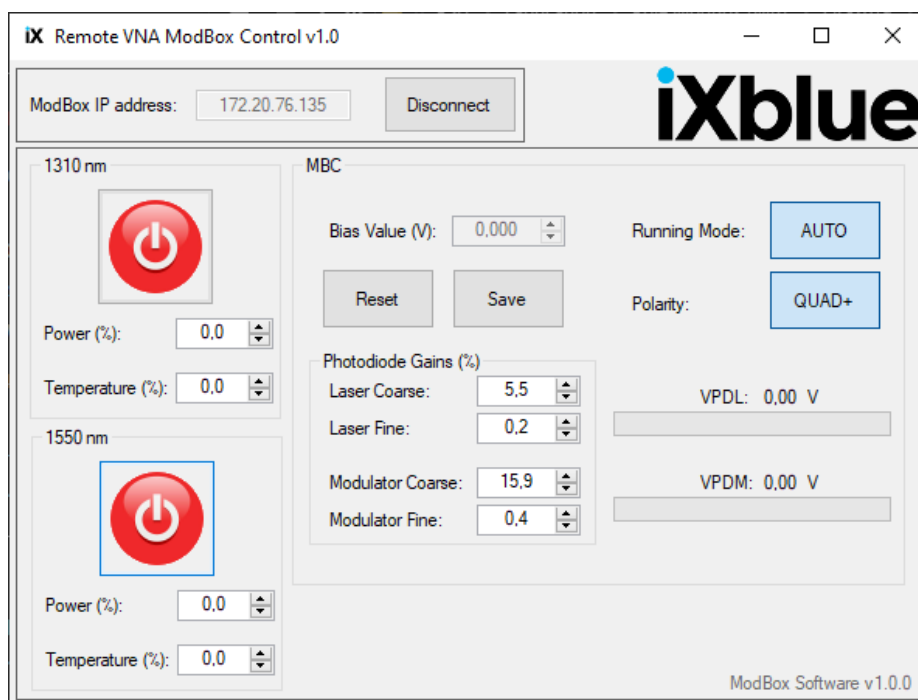 iX Remote VNA ModBox Control v1.0
ModBox IP address: 172.20.76.135 Disconnect
iXblue
1310 nm
Power (%): 0,0
Temperature (%): 0,0
1550 nm
Power (%): 0,0
Temperature (%): 0,0
MBC
Bias Value (V): 0,000
Running Mode: AUTO
Reset Save
Polarity: QUAD+
Photodiode Gains (%)
Laser Coarse: 5,5
Laser Fine: 0,2
Modulator Coarse: 15,9
Modulator Fine: 0,4
VPDL: 0,00 V
VPDM: 0,00 V
ModBox Software v1.0.0